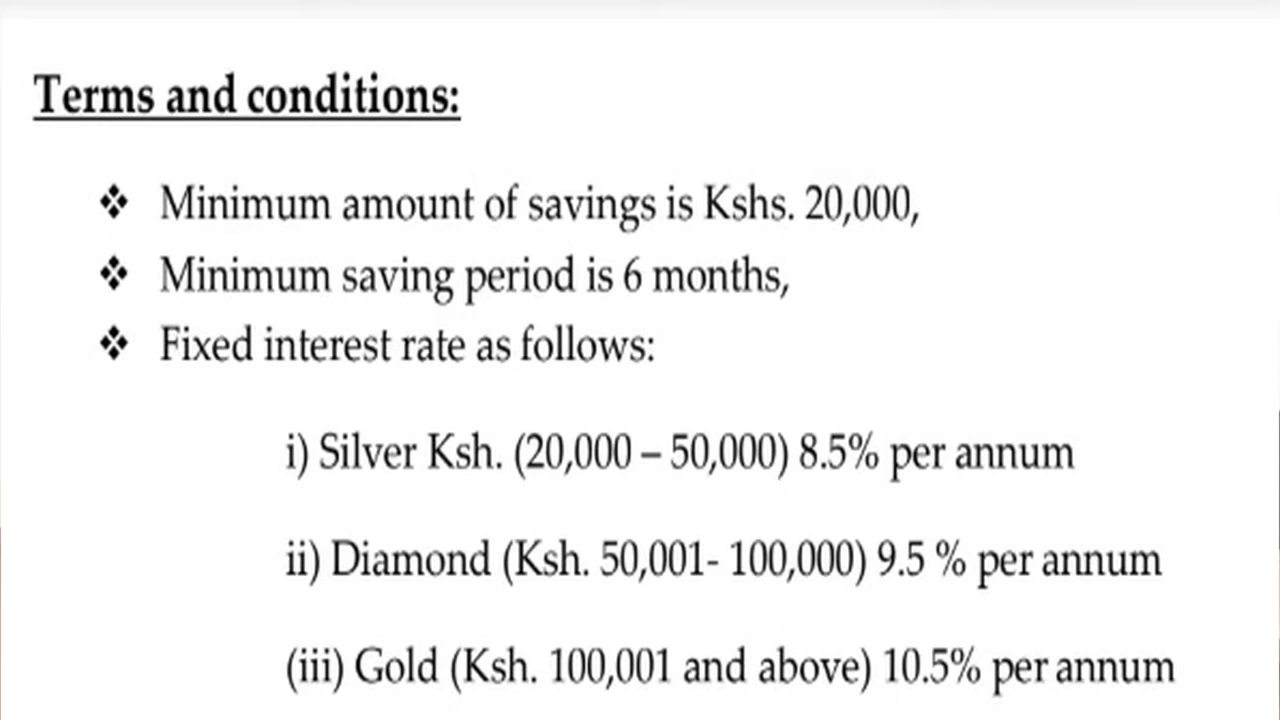 Terms and conditions:
❖ Minimum amount of savings is Kshs. 20,000,
❖ Minimum saving period is 6 months,
❖ Fixed interest rate as follows:
i) Silver Ksh. (20,000 – 50,000) 8.5% per annum
ii) Diamond (Ksh. 50,001- 100,000) 9.5 % per annum
(iii) Gold (Ksh. 100,001 and above) 10.5% per annum